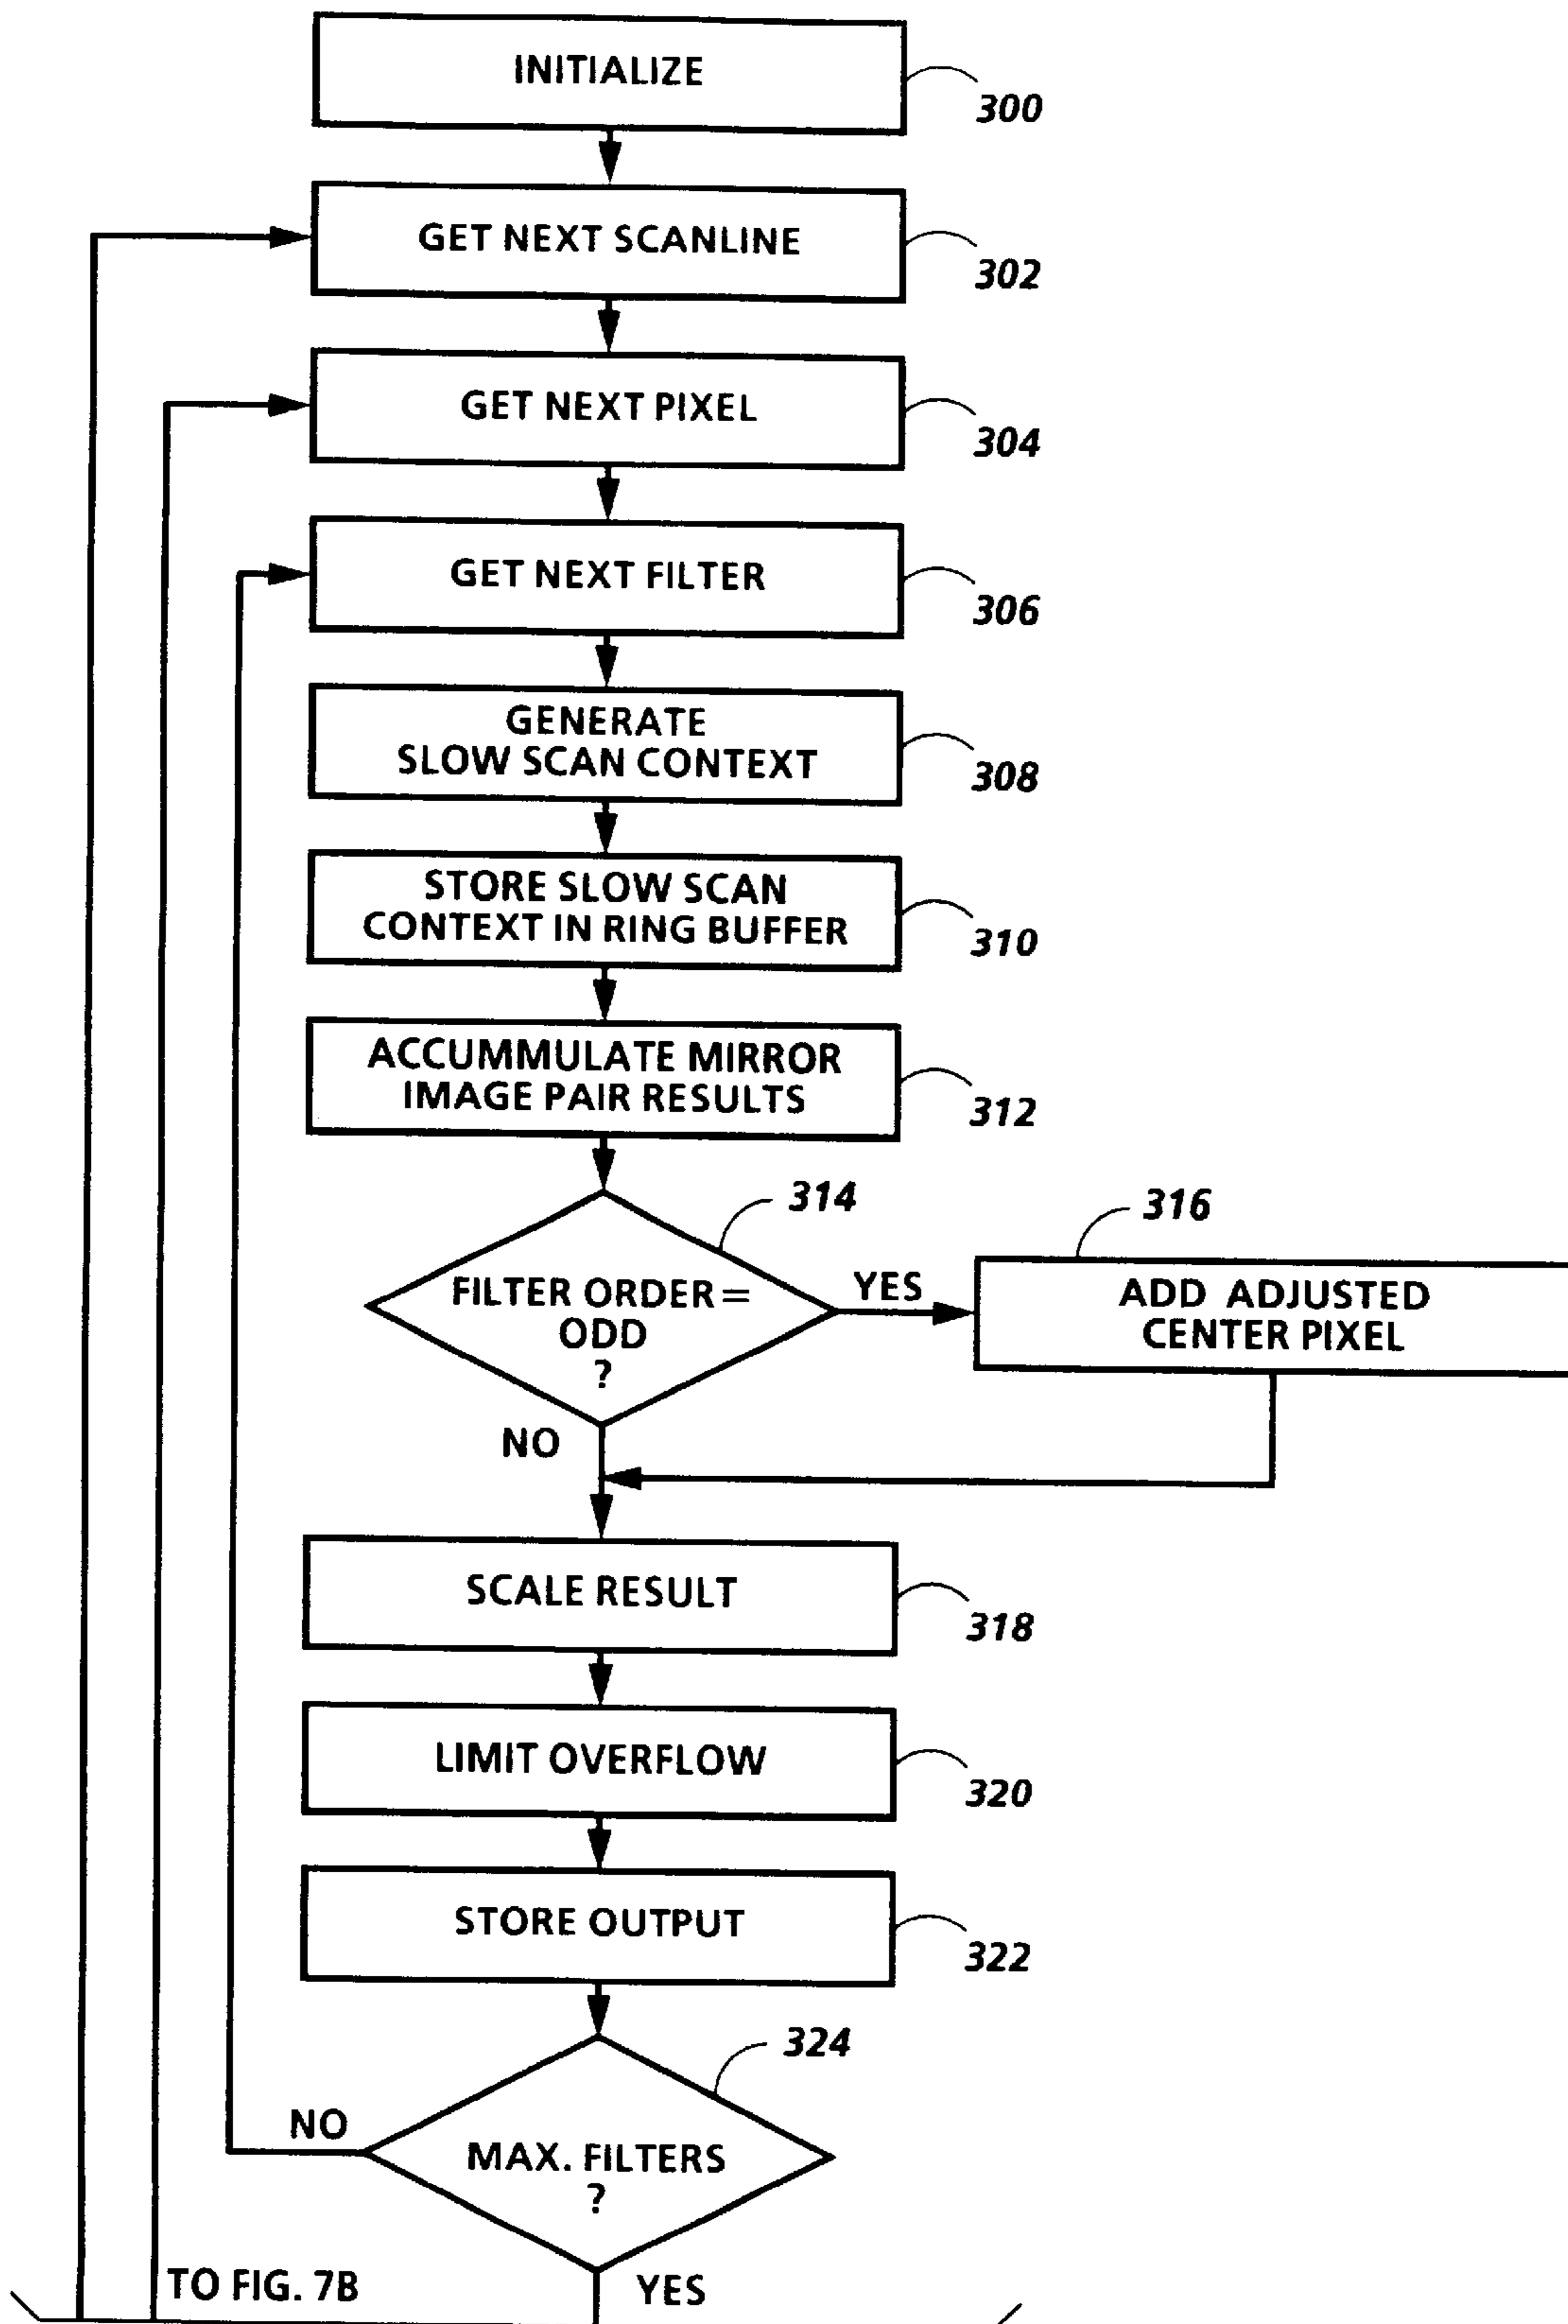 INITIALIZE
300
GET NEXT SCANLINE
302
GET NEXT PIXEL
304
GET NEXT FILTER
306
GENERATE
SLOW SCAN CONTEXT
308
STORE SLOW SCAN
CONTEXT IN RING BUFFER
310
ACCUMMULATE MIRROR
IMAGE PAIR RESULTS
312
314
FILTER ORDER =
ODD
?
YES
316
ADD ADJUSTED
CENTER PIXEL
NO
SCALE RESULT
318
LIMIT OVERFLOW
320
STORE OUTPUT
322
324
NO
MAX. FILTERS
?
TO FIG. 7B
YES